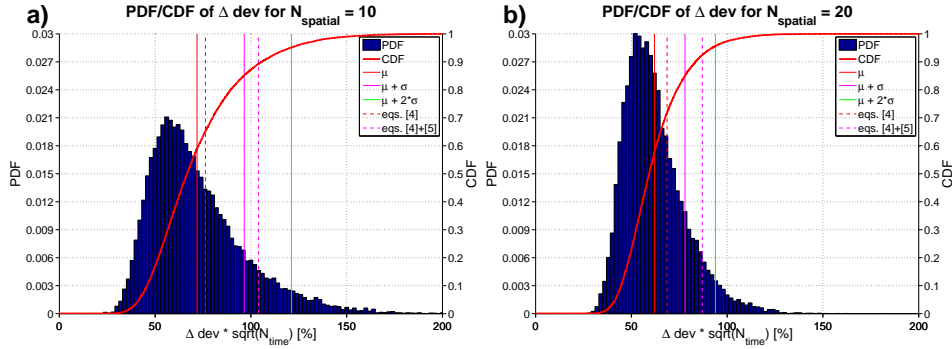 a) PDF/CDF of Δ dev for N_spatial = 10
0.03
0.027
0.024
0.021
0.018
0.015
0.012
0.009
0.006
0.003
0
PDF
1
0.9
0.8
0.7
0.6
0.5
0.4
0.3
0.2
0.1
0
CDF
PDF
CDF
μ
μ + σ
μ + 2*σ
eqs. [4]
eqs. [4]+[5]
0 50 100 150 200
Δ dev * sqrt(N_time) [%]
b) PDF/CDF of Δ dev for N_spatial = 20
0.03
0.027
0.024
0.021
0.018
0.015
0.012
0.009
0.006
0.003
0
PDF
1
0.9
0.8
0.7
0.6
0.5
0.4
0.3
0.2
0.1
0
CDF
PDF
CDF
μ
μ + σ
μ + 2*σ
eqs. [4]
eqs. [4]+[5]
0 50 100 150 200
Δ dev * sqrt(N_time) [%]